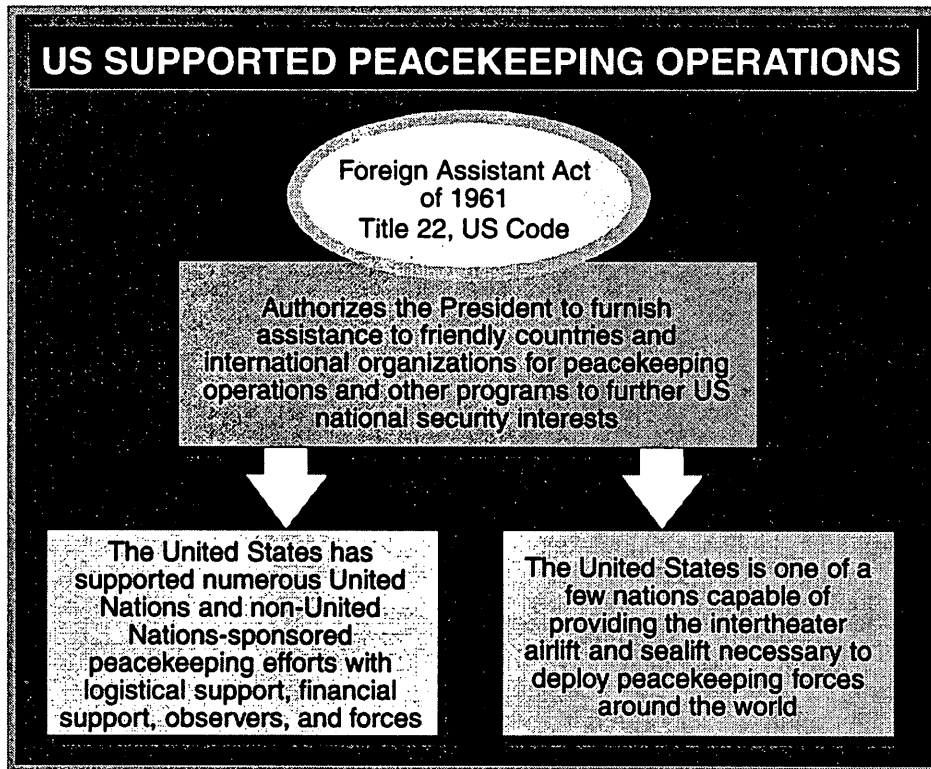 US SUPPORTED PEACEKEEPING OPERATIONS
Foreign Assistant Act
of 1961
Title 22, US Code
Authorizes the President to furnish
assistance to friendly countries and
international organizations for peacekeeping
operations and other programs to further US
national security interests
The United States has
supported numerous United
Nations and non-United
Nations-sponsored
peacekeeping efforts with
logistical support, financial
support, observers, and forces
The United States is one of a
few nations capable of
providing the intertheater
airlift and sealift necessary to
deploy peacekeeping forces
around the world